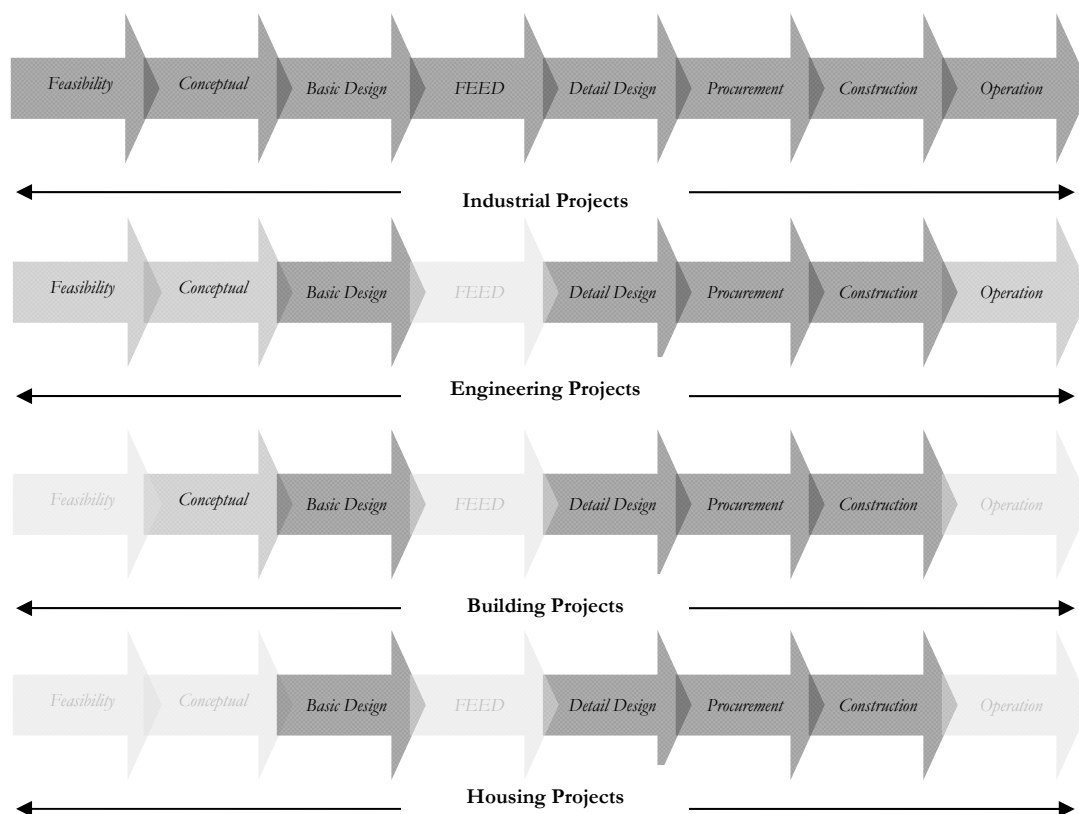 Feasibility Conceptual Basic Design FEED Detail Design Procurement Construction Operation
Industrial Projects
Feasibility Conceptual Basic Design FEED Detail Design Procurement Construction Operation
Engineering Projects
Feasibility Conceptual Basic Design FEED Detail Design Procurement Construction Operation
Building Projects
Feasibility Conceptual Basic Design FEED Detail Design Procurement Construction Operation
Housing Projects